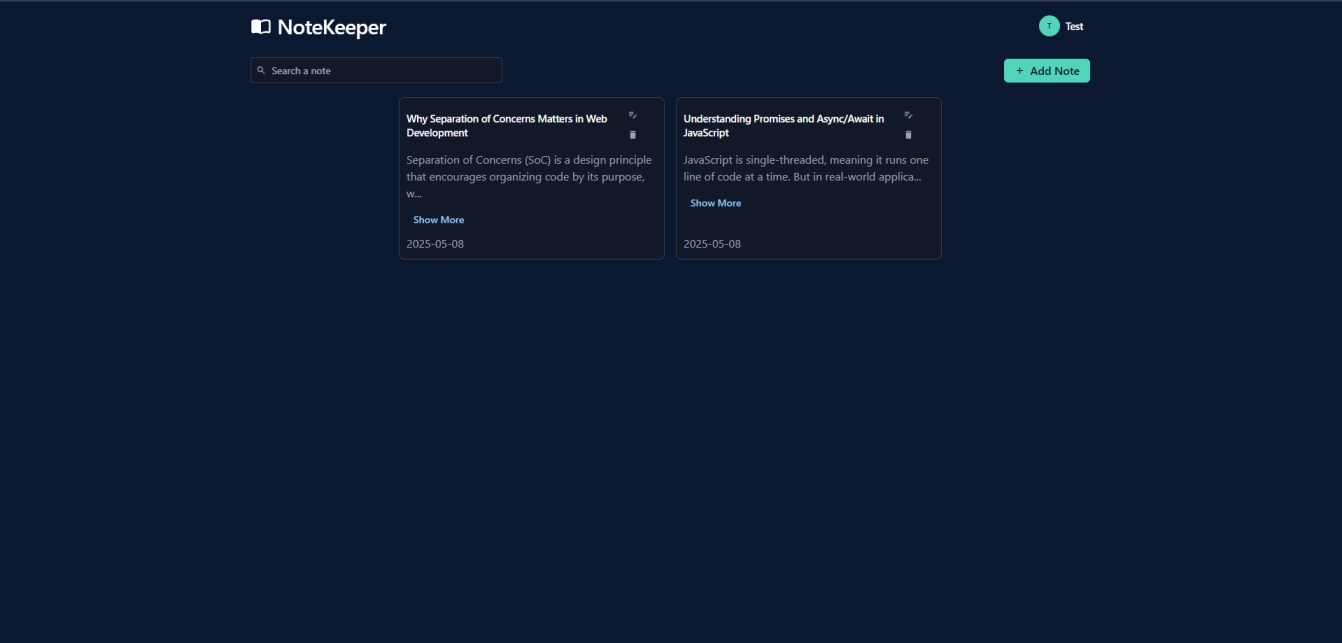 NoteKeeper
T
Test
Search a note
+ Add Note
Why Separation of Concerns Matters in Web
Development
Separation of Concerns (SoC) is a design principle
that encourages organizing code by its purpose,
w...
Show More
2025-05-08
Understanding Promises and Async/Await in
JavaScript
JavaScript is single-threaded, meaning it runs one
line of code at a time. But in real-world applica...
Show More
2025-05-08